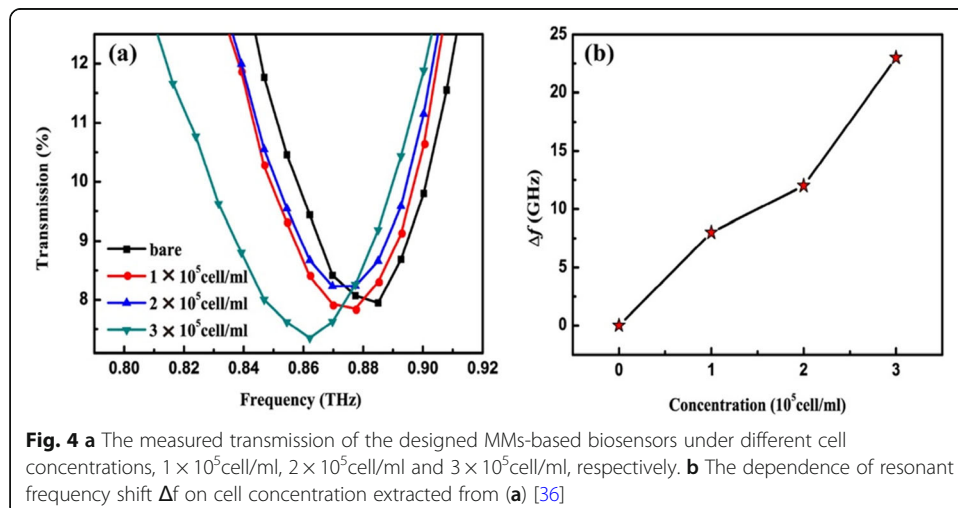 (a)
12
11
10
9
8
Transmission (%)
bare
1 × 10⁵cell/ml
2 × 10⁵cell/ml
3 × 10⁵cell/ml
0.80 0.82 0.84 0.86 0.88 0.90 0.92
Frequency (THz)
(b)
25
20
15
10
5
0
Δf (GHz)
0 1 2 3
Concentration (10⁵cell/ml)
Fig. 4 a The measured transmission of the designed MMs-based biosensors under different cell
concentrations, 1 × 10⁵cell/ml, 2 × 10⁵cell/ml and 3 × 10⁵cell/ml, respectively. b The dependence of resonant
frequency shift Δf on cell concentration extracted from (a) [36]